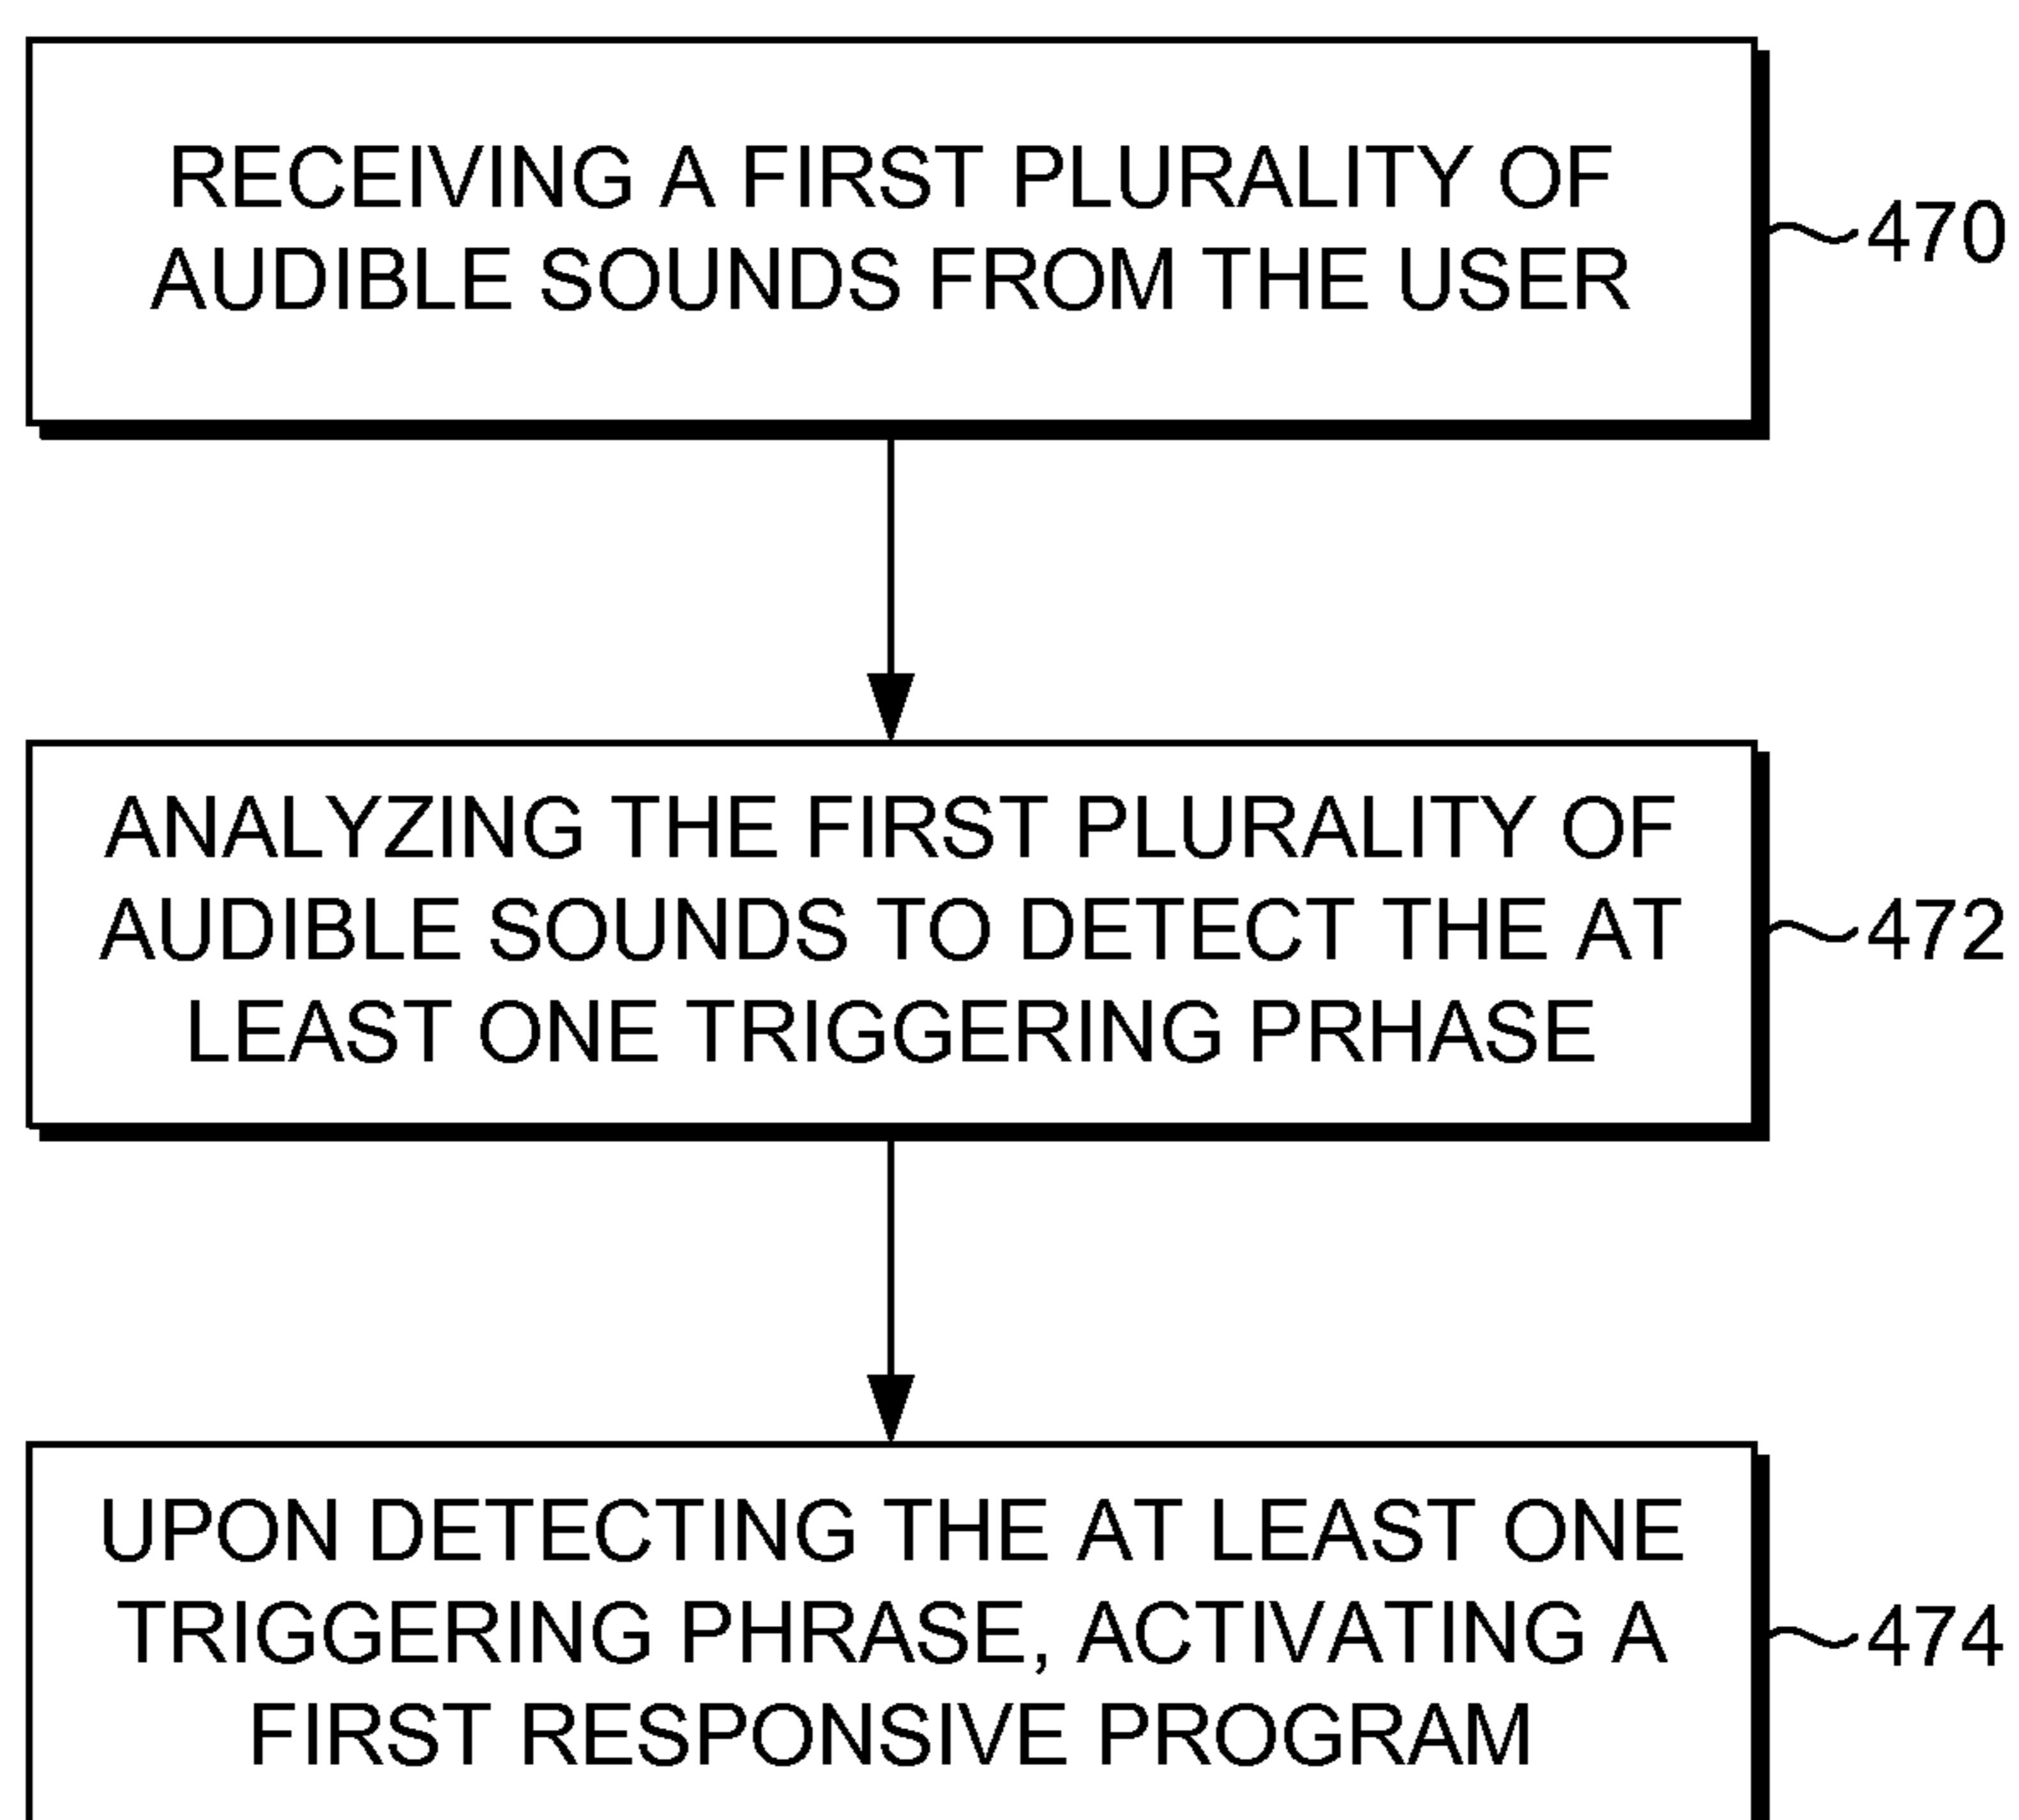 RECEIVING A FIRST PLURALITY OF
AUDIBLE SOUNDS FROM THE USER
470
ANALYZING THE FIRST PLURALITY OF
AUDIBLE SOUNDS TO DETECT THE AT
LEAST ONE TRIGGERING PRHASE
472
UPON DETECTING THE AT LEAST ONE
TRIGGERING PHRASE, ACTIVATING A
FIRST RESPONSIVE PROGRAM
474